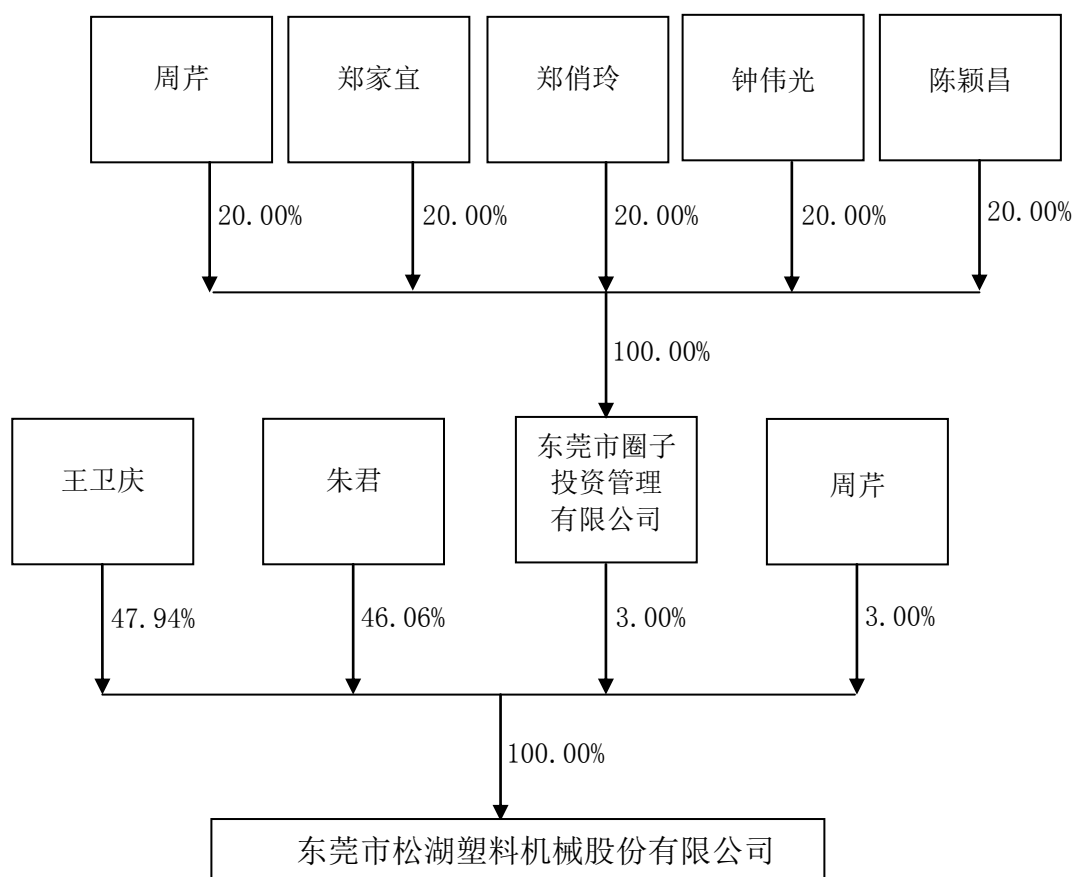 周芹
郑家宜
郑俏玲
钟伟光
陈颖昌
20.00%
20.00%
20.00%
20.00%
20.00%
100.00%
王卫庆
朱君
东莞市圈子
投资管理
有限公司
周芹
47.94%
46.06%
3.00%
3.00%
100.00%
东莞市松湖塑料机械股份有限公司